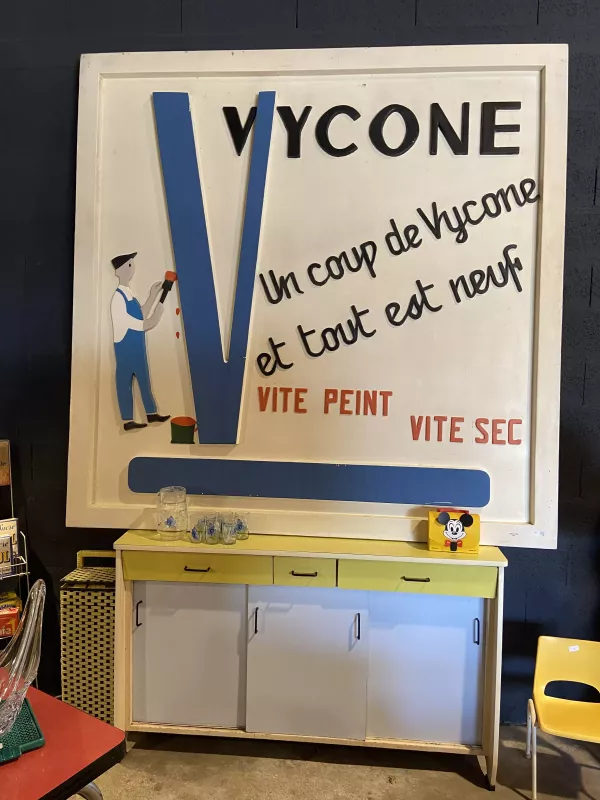 VYCONE
Un coup de Vycone
et tout est neuf
VITE PEINT
VITE SEC